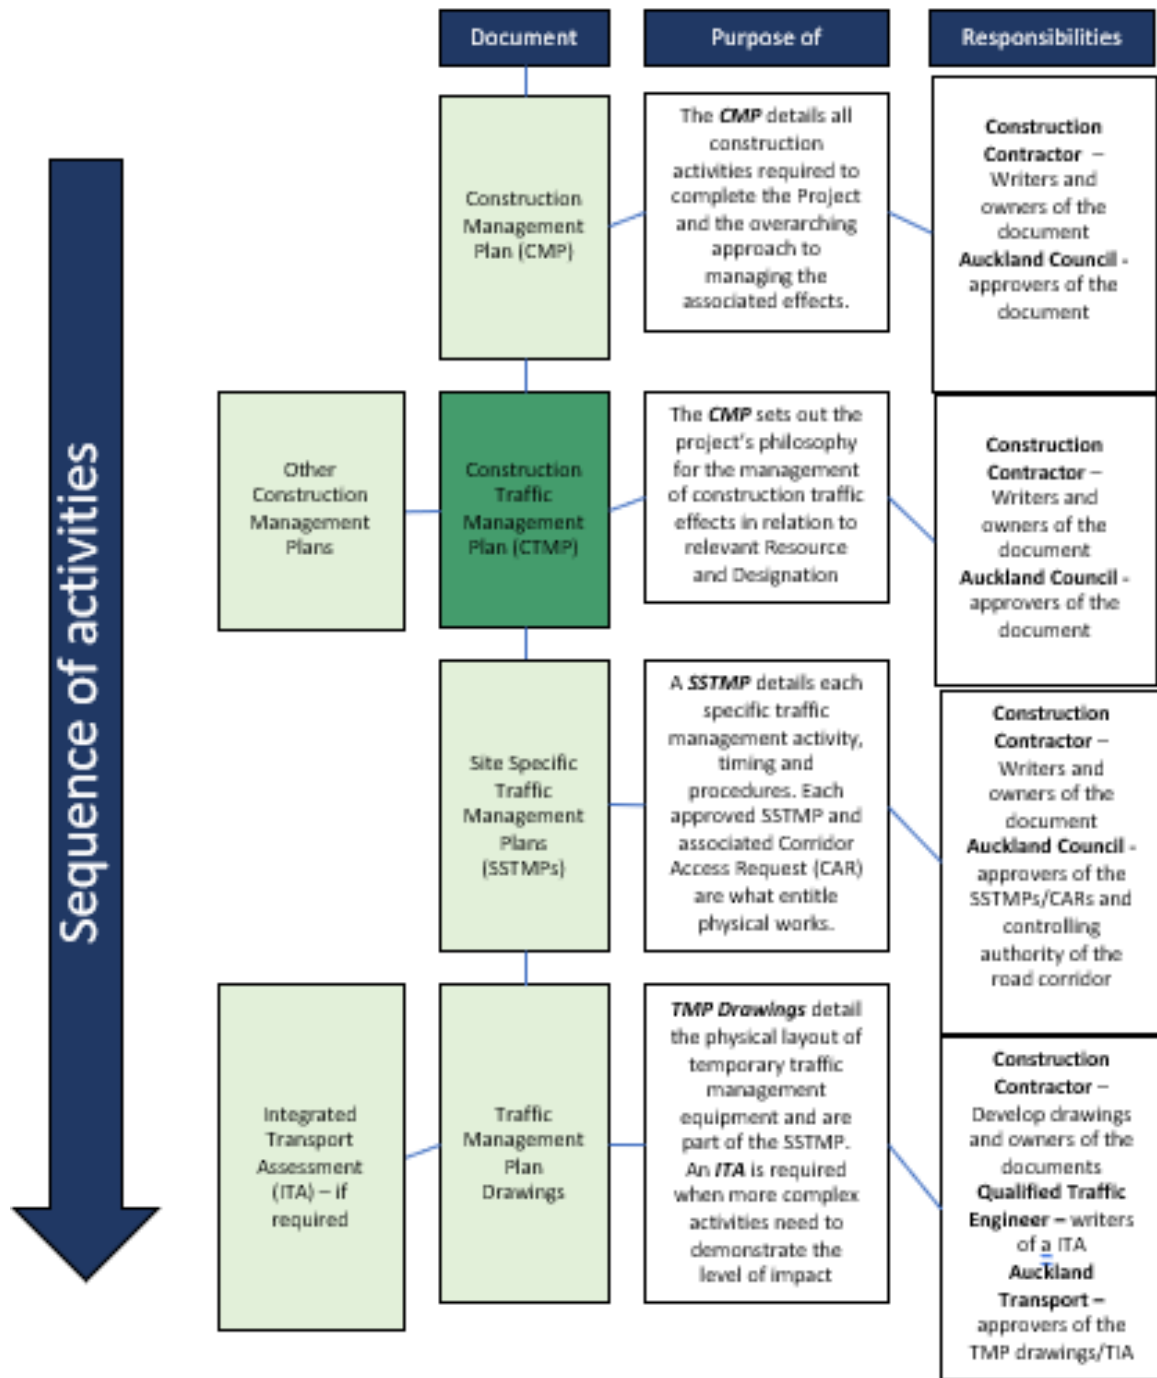 Document
Purpose of
Responsibilities
Sequence of activities
Construction
Management
Plan (CMP)
The CMP details all
construction
activities required to
complete the Project
and the overarching
approach to
managing the
associated effects.
Construction
Contractor –
Writers and
owners of the
document
Auckland Council -
approvers of the
document
Other
Construction
Management
Plans
Construction
Traffic
Management
Plan (CTMP)
The CMP sets out the
project's philosophy
for the management
of construction traffic
effects in relation to
relevant Resource
and Designation
Construction
Contractor –
Writers and
owners of the
document
Auckland Council -
approvers of the
document
Site Specific
Traffic
Management
Plans
(SSTMPs)
A SSTMP details each
specific traffic
management activity,
timing and
procedures. Each
approved SSTMP and
associated Corridor
Access Request (CAR)
are what entitle
physical works.
Construction
Contractor –
Writers and
owners of the
document
Auckland Council -
approvers of the
SSTMPs/CARs and
controlling
authority of the
road corridor
Integrated
Transport
Assessment
(ITA) – if
required
Traffic
Management
Plan
Drawings
TMP Drawings detail
the physical layout of
temporary traffic
management
equipment and are
part of the SSTMP.
An ITA is required
when more complex
activities need to
demonstrate the
level of impact
Construction
Contractor –
Develop drawings
and owners of the
documents
Qualified Traffic
Engineer – writers
of a ITA
Auckland
Transport –
approvers of the
TMP drawings/TIA